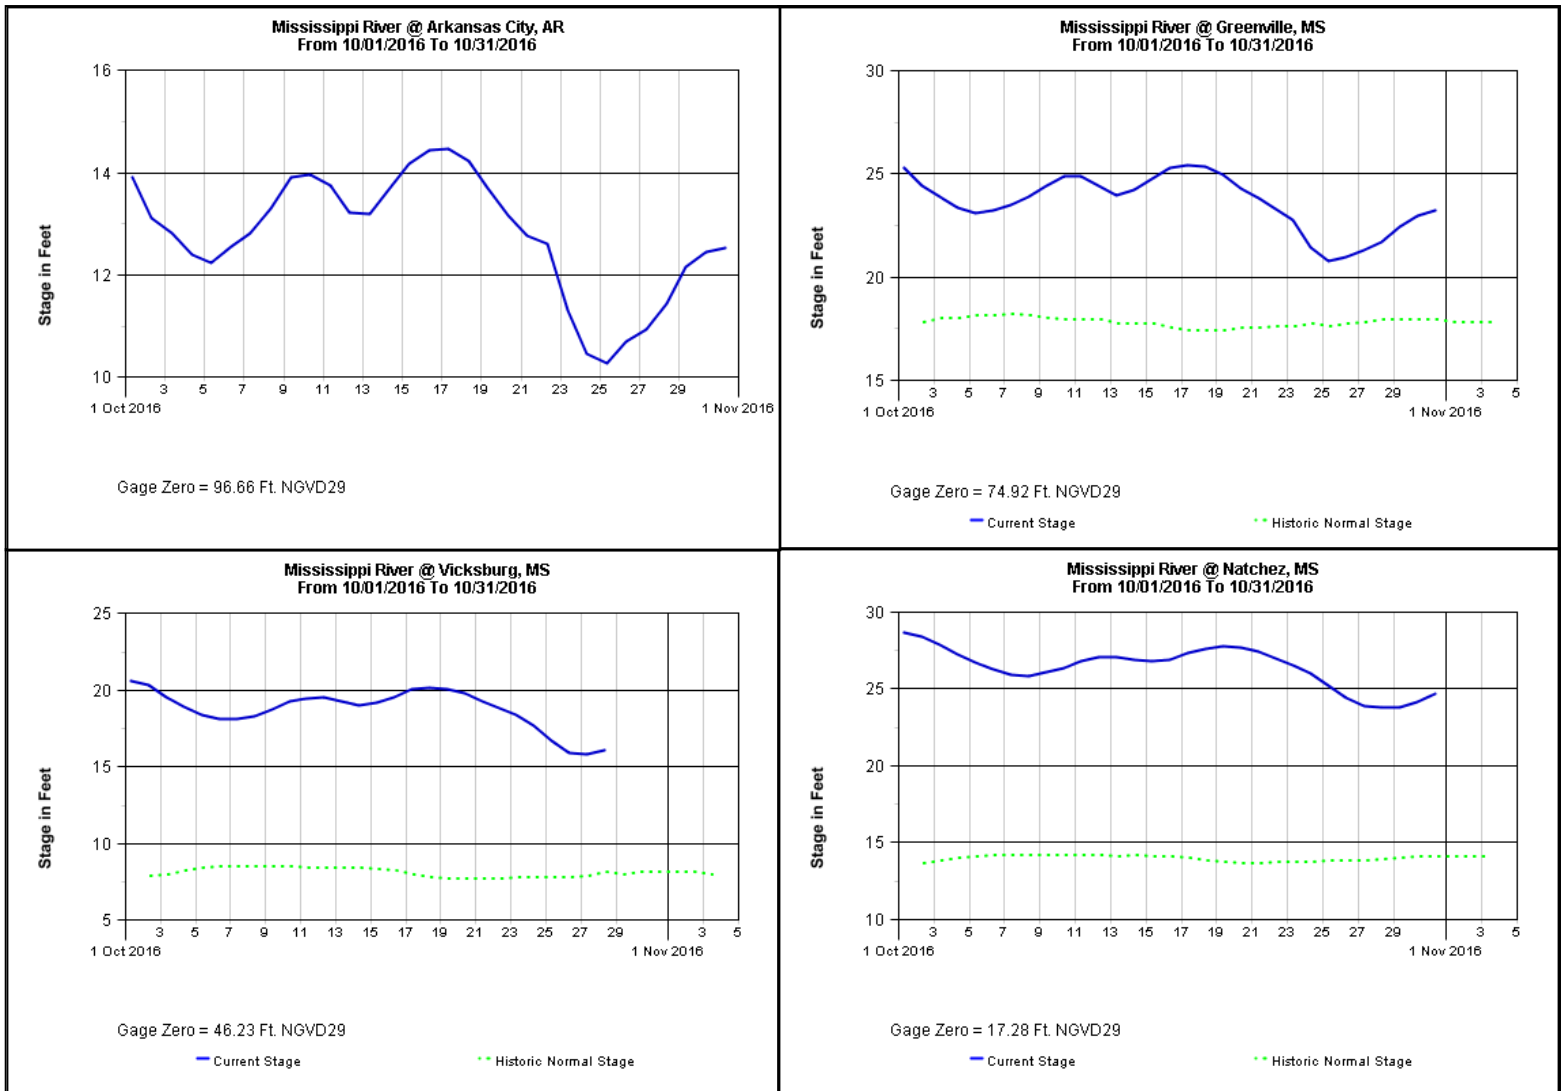 Mississippi River @ Arkansas City, AR
From 10/01/2016 To 10/31/2016
Stage in Feet
16
14
12
10
3 5 7 9 11 13 15 17 19 21 23 25 27 29
1 Oct 2016 1 Nov 2016
Gage Zero = 96.66 Ft. NGVD29
Mississippi River @ Greenville, MS
From 10/01/2016 To 10/31/2016
Stage in Feet
30
25
20
15
3 5 7 9 11 13 15 17 19 21 23 25 27 29 3 5
1 Oct 2016 1 Nov 2016
Gage Zero = 74.92 Ft. NGVD29
Current Stage Historic Normal Stage
Mississippi River @ Vicksburg, MS
From 10/01/2016 To 10/31/2016
Stage in Feet
25
20
15
10
5
3 5 7 9 11 13 15 17 19 21 23 25 27 29 3 5
1 Oct 2016 1 Nov 2016
Gage Zero = 46.23 Ft. NGVD29
Current Stage Historic Normal Stage
Mississippi River @ Natchez, MS
From 10/01/2016 To 10/31/2016
Stage in Feet
30
25
20
15
10
3 5 7 9 11 13 15 17 19 21 23 25 27 29 3 5
1 Oct 2016 1 Nov 2016
Gage Zero = 17.28 Ft. NGVD29
Current Stage Historic Normal Stage